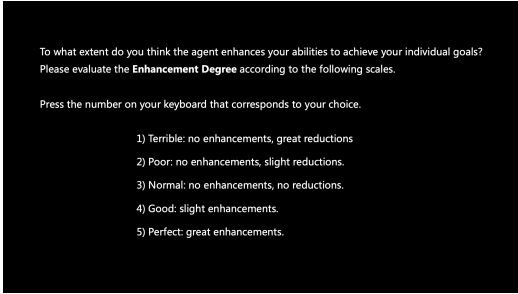 To what extent do you think the agent enhances your abilities to achieve your individual goals?
Please evaluate the Enhancement Degree according to the following scales.
Press the number on your keyboard that corresponds to your choice.
1) Terrible: no enhancements, great reductions
2) Poor: no enhancements, slight reductions.
3) Normal: no enhancements, no reductions.
4) Good: slight enhancements.
5) Perfect: great enhancements.